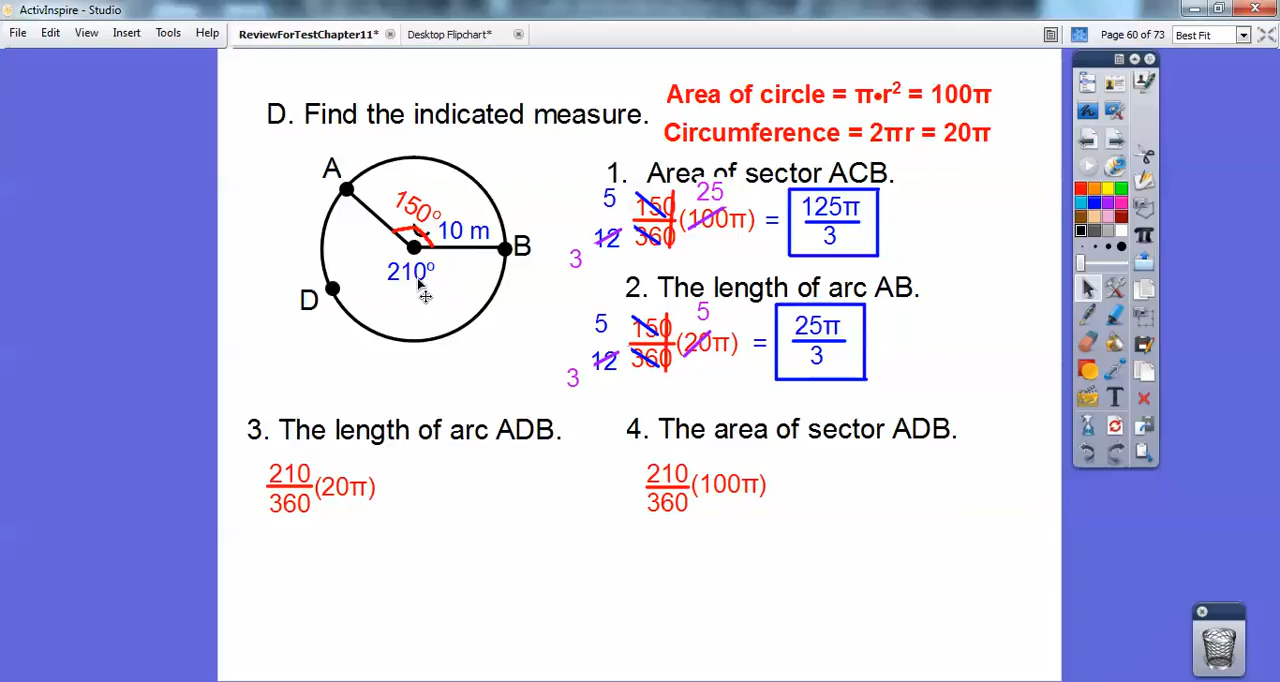 ActivInspire - Studio
File Edit View Insert Tools Help
ReviewForTestChapter11*
Desktop Flipchart*
Page 60 of 73
Best Fit
D. Find the indicated measure.
Area of circle = π•r² = 100π
Circumference = 2πr = 20π
A
150º
10 m
B
210º
D
1. Area of sector ACB.
5
25
150
360
(100π) =
12
3
125π
3
2. The length of arc AB.
5
5
150
360
(20π) =
12
3
25π
3
3. The length of arc ADB.
210
360
(20π)
4. The area of sector ADB.
210
360
(100π)